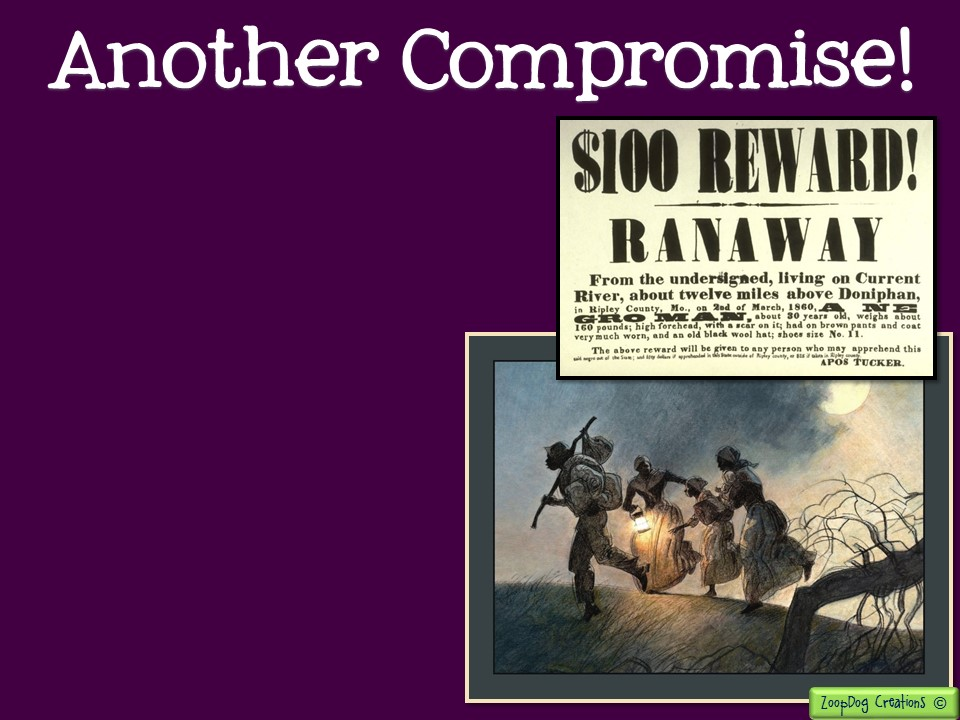 Another Compromise!
$100 REWARD!
RANAWAY
From the undersigned, living on Current
River, about twelve miles above Doniphan,
in Ripley County, Mo., on 2nd of March, 1860, A NE
GRO MAN, about 30 years old, weighs about
160 pounds; high forehead, with a scar on it; had on brown pants and coat
very much worn, and an old black wool hat; shoes size No. 11.
The above reward will be given to any person who may apprehend this
said negro out of the State; and fifty dollars if apprehended in this State outside of Ripley county, or $25 if taken in Ripley county.
APOS TUCKER.
ZoopDog Creations ©